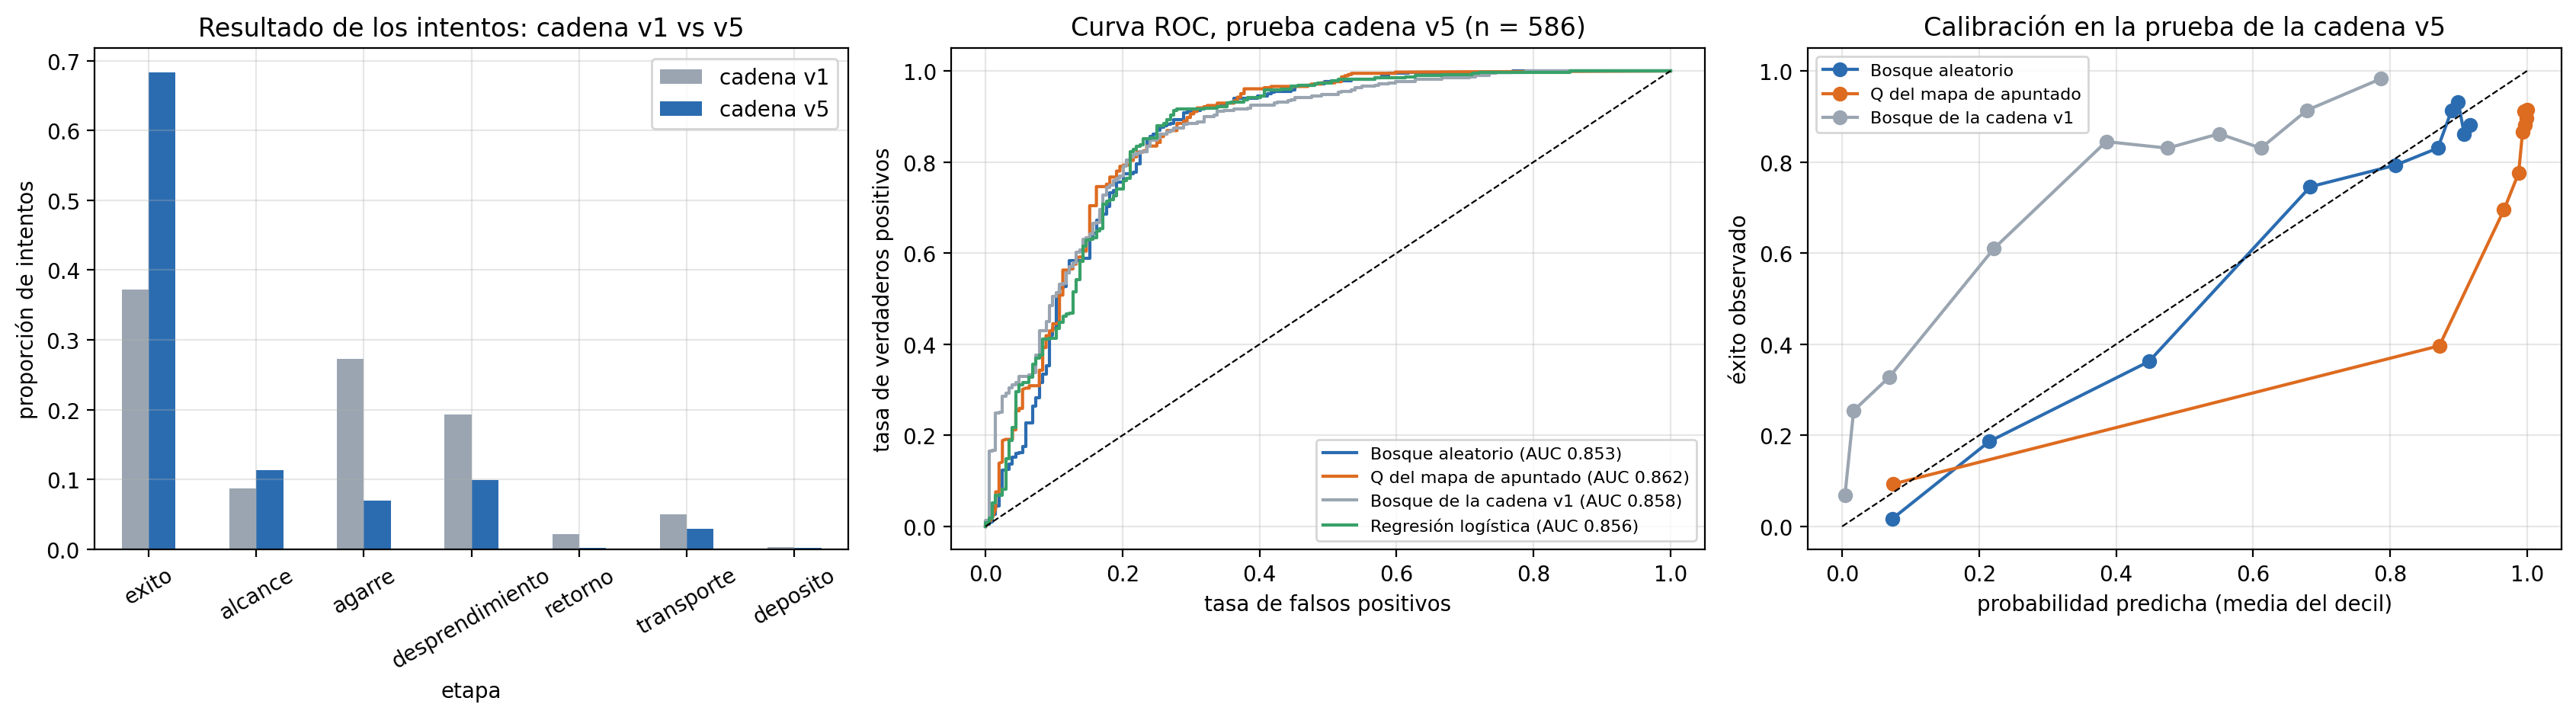 Resultado de los intentos: cadena v1 vs v5
proporción de intentos
0.7
0.6
0.5
0.4
0.3
0.2
0.1
0.0
cadena v1
cadena v5
exito
alcance
agarre
desprendimiento
retorno
transporte
deposito
etapa
Curva ROC, prueba cadena v5 (n = 586)
tasa de verdaderos positivos
1.0
0.8
0.6
0.4
0.2
0.0
Bosque aleatorio (AUC 0.853)
Q del mapa de apuntado (AUC 0.862)
Bosque de la cadena v1 (AUC 0.858)
Regresión logística (AUC 0.856)
0.0 0.2 0.4 0.6 0.8 1.0
tasa de falsos positivos
Calibración en la prueba de la cadena v5
éxito observado
1.0
0.8
0.6
0.4
0.2
0.0
Bosque aleatorio
Q del mapa de apuntado
Bosque de la cadena v1
0.0 0.2 0.4 0.6 0.8 1.0
probabilidad predicha (media del decil)